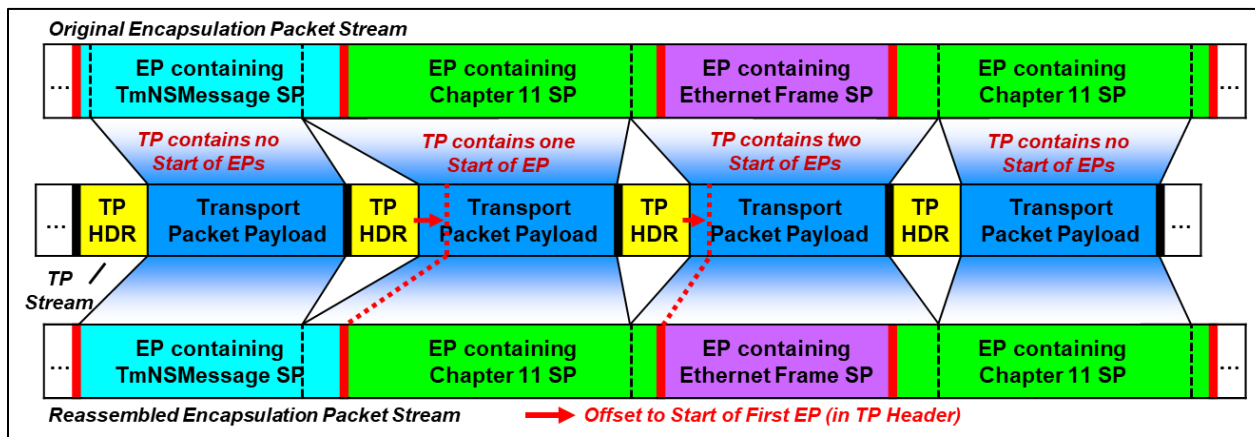 Original Encapsulation Packet Stream
...
EP containing
TmNSMessage SP
EP containing
Chapter 11 SP
EP containing
Ethernet Frame SP
EP containing
Chapter 11 SP
...
TP contains no
Start of EPs
TP contains one
Start of EP
TP contains two
Start of EPs
TP contains no
Start of EPs
...
TP
HDR
Transport
Packet Payload
TP
HDR
Transport
Packet Payload
TP
HDR
Transport
Packet Payload
TP
HDR
Transport
Packet Payload
...
TP
Stream
...
EP containing
TmNSMessage SP
EP containing
Chapter 11 SP
EP containing
Ethernet Frame SP
EP containing
Chapter 11 SP
...
Reassembled Encapsulation Packet Stream
Offset to Start of First EP (in TP Header)